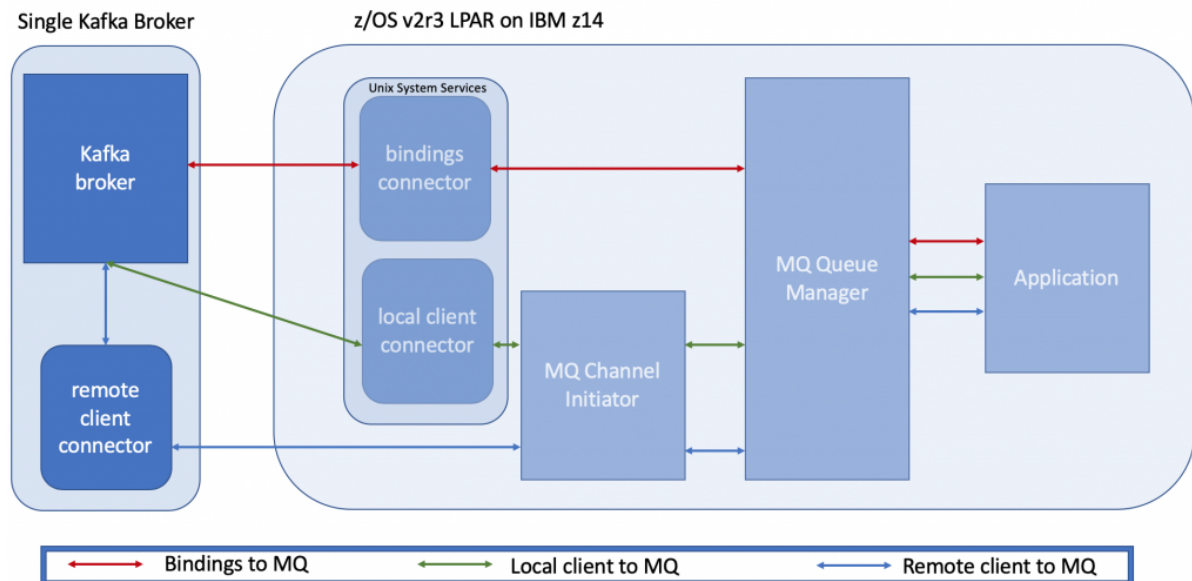 Single Kafka Broker
z/OS v2r3 LPAR on IBM z14
Unix System Services
Kafka
broker
bindings
connector
MQ Queue
Manager
Application
local client
connector
MQ Channel
Initiator
remote
client
connector
Bindings to MQ
Local client to MQ
Remote client to MQ